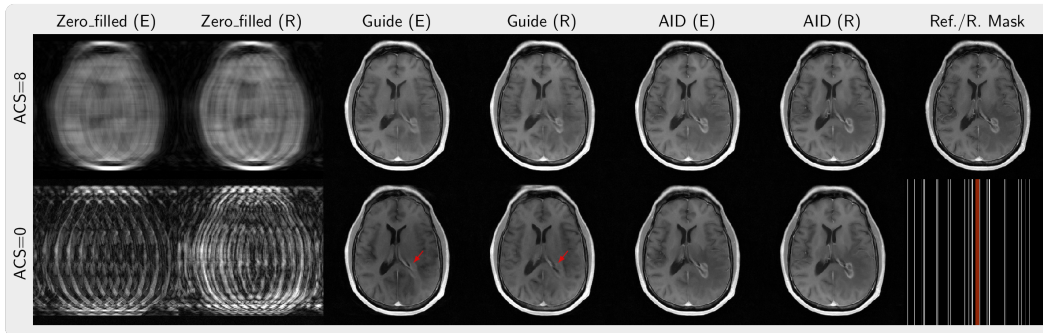 Zero_filled (E) Zero_filled (R) Guide (E) Guide (R) AID (E) AID (R) Ref./R. Mask
ACS=8
ACS=0